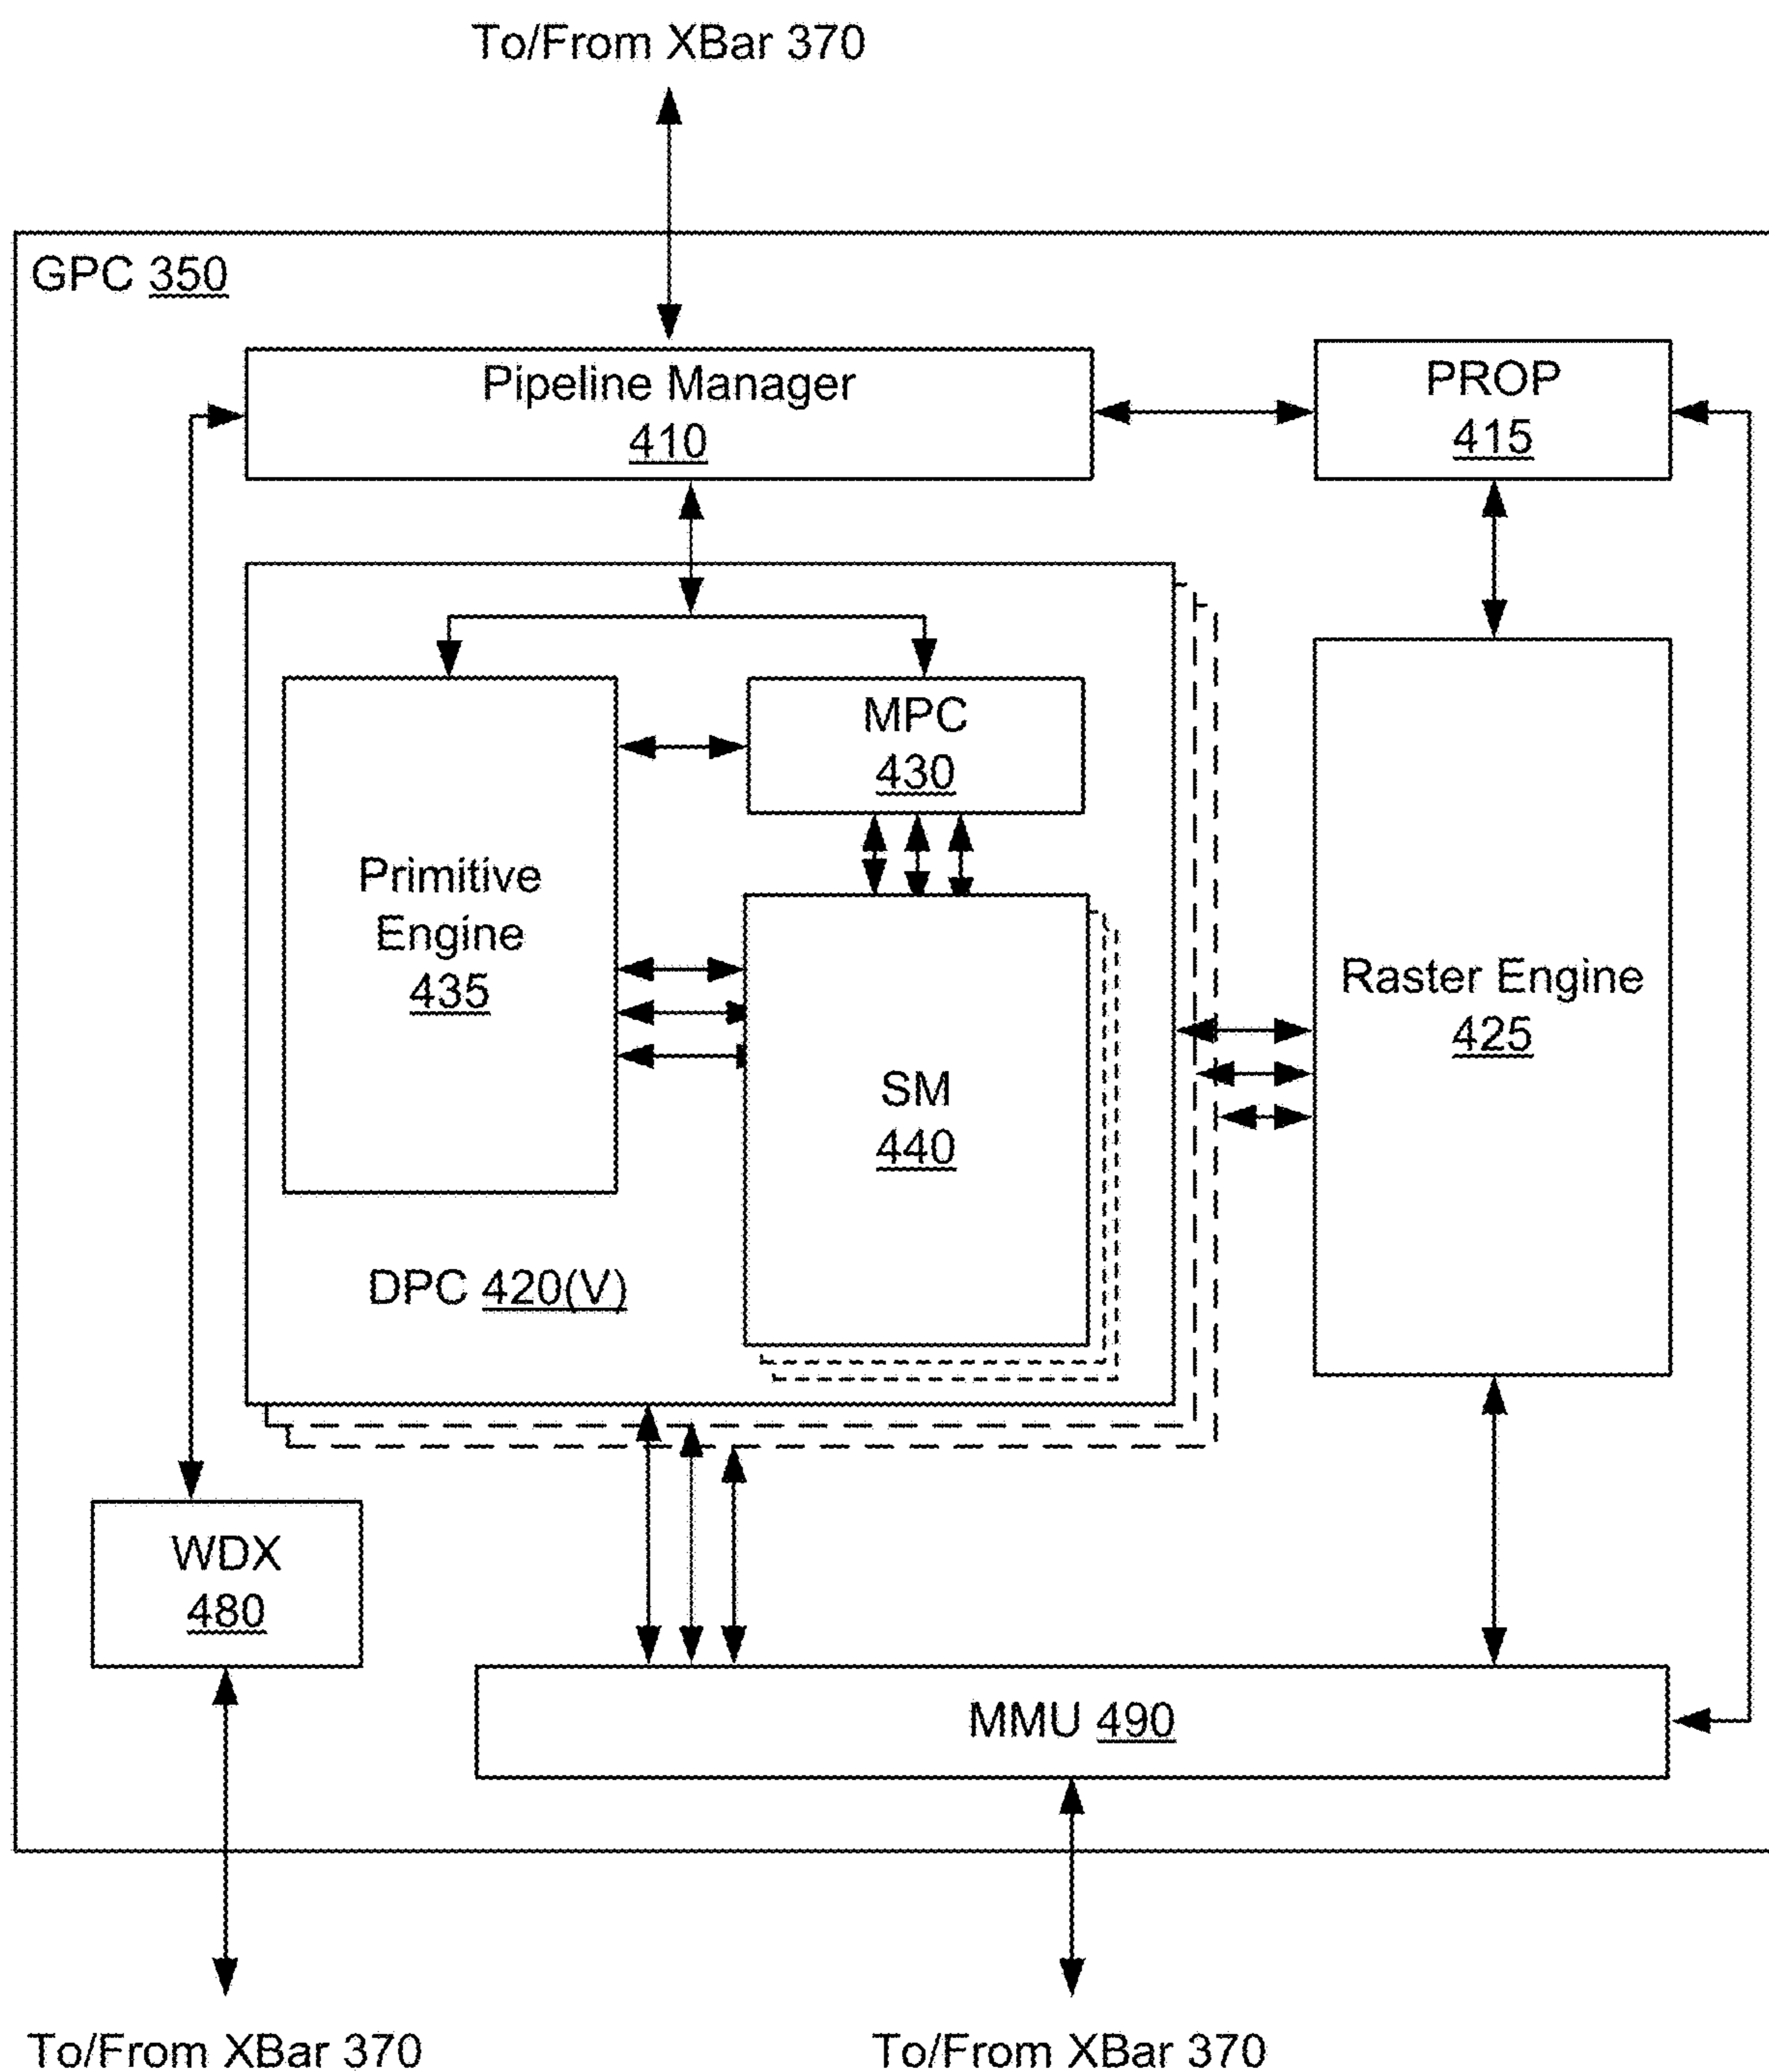 To/From XBar 370
GPC 350
Pipeline Manager
410
PROP
415
MPC
430
Primitive
Engine
435
SM
440
Raster Engine
425
DPC 420(V)
WDX
480
MMU 490
To/From XBar 370
To/From XBar 370